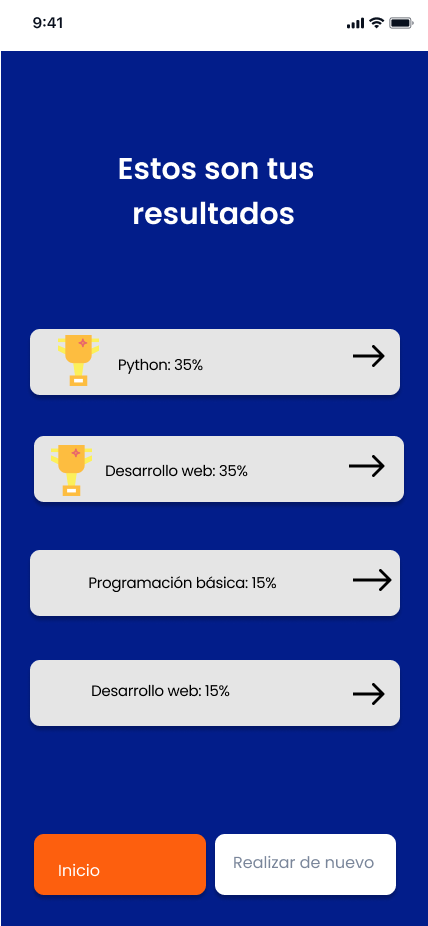 9:41
Estos son tus
resultados
Python: 35%
Desarrollo web: 35%
Programación básica: 15%
Desarrollo web: 15%
Inicio
Realizar de nuevo